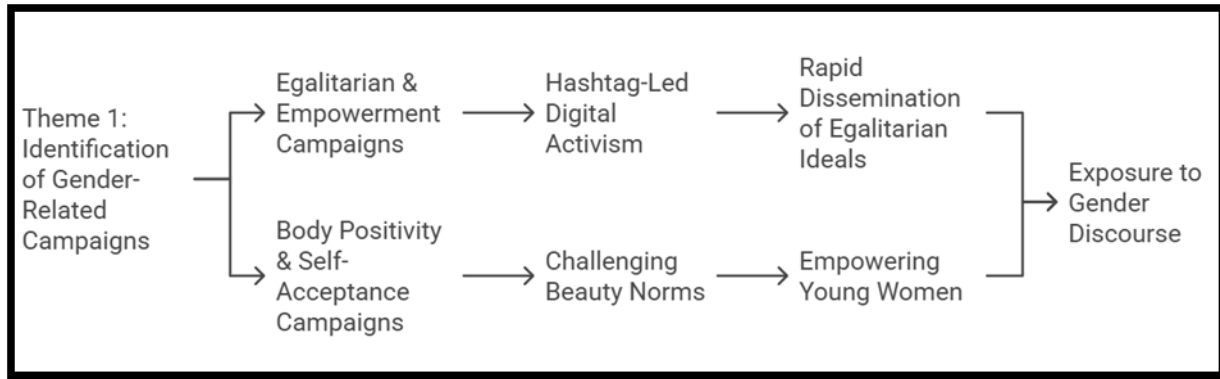 Theme 1:
Identification
of Gender-
Related
Campaigns
Egalitarian &
Empowerment
Campaigns
Hashtag-Led
Digital
Activism
Rapid
Dissemination
of Egalitarian
Ideals
Body Positivity
& Self-
Acceptance
Campaigns
Challenging
Beauty Norms
Empowering
Young Women
Exposure to
Gender
Discourse